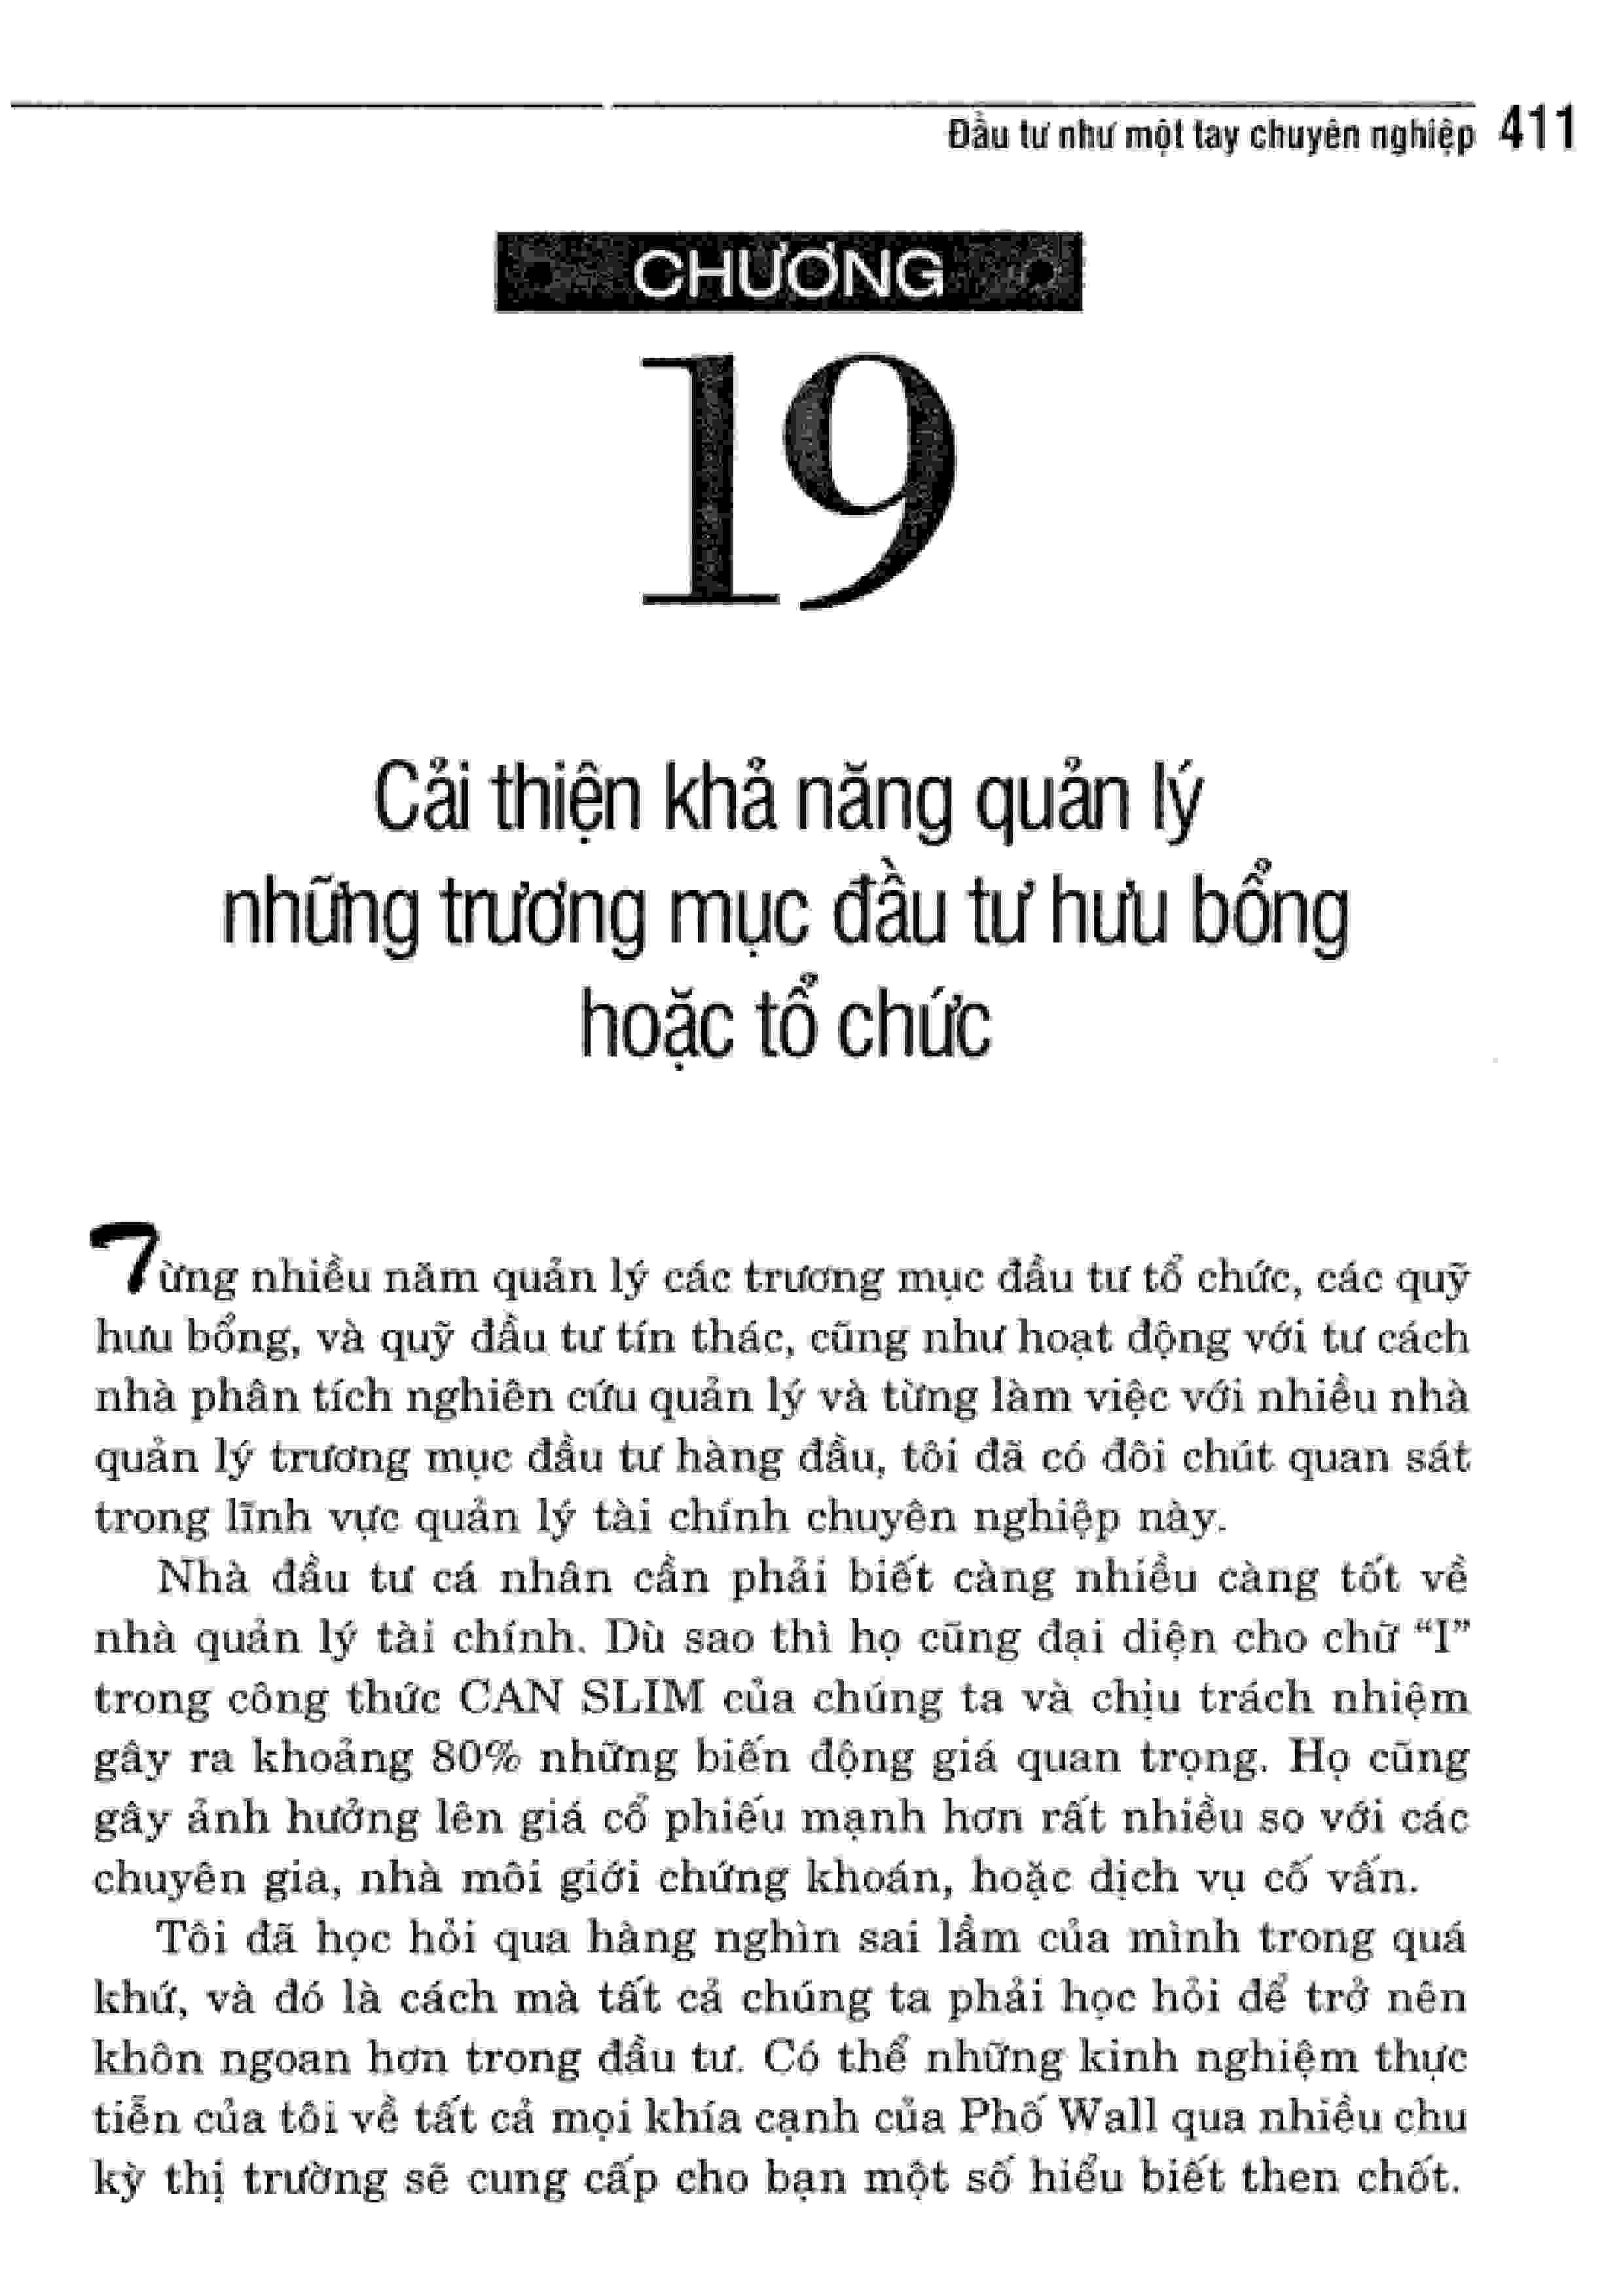 Đầu tư như một tay chuyên nghiệp 411
CHƯƠNG
19
Cải thiện khả năng quản lý
những trương mục đầu tư hưu bổng
hoặc tổ chức
Từng nhiều năm quản lý các trương mục đầu tư tổ chức, các quỹ
hưu bổng, và quỹ đầu tư tín thác, cũng như hoạt động với tư cách
nhà phân tích nghiên cứu quản lý và từng làm việc với nhiều nhà
quản lý trương mục đầu tư hàng đầu, tôi đã có đôi chút quan sát
trong lĩnh vực quản lý tài chính chuyên nghiệp này.
Nhà đầu tư cá nhân cần phải biết càng nhiều càng tốt về
nhà quản lý tài chính. Dù sao thì họ cũng đại diện cho chữ “I”
trong công thức CAN SLIM của chúng ta và chịu trách nhiệm
gây ra khoảng 80% những biến động giá quan trọng. Họ cũng
gây ảnh hưởng lên giá cổ phiếu mạnh hơn rất nhiều so với các
chuyên gia, nhà môi giới chứng khoán, hoặc dịch vụ cố vấn.
Tôi đã học hỏi qua hàng nghìn sai lầm của mình trong quá
khứ, và đó là cách mà tất cả chúng ta phải học hỏi để trở nên
khôn ngoan hơn trong đầu tư. Có thể những kinh nghiệm thực
tiễn của tôi về tất cả mọi khía cạnh của Phố Wall qua nhiều chu
kỳ thị trường sẽ cung cấp cho bạn một số hiểu biết then chốt.